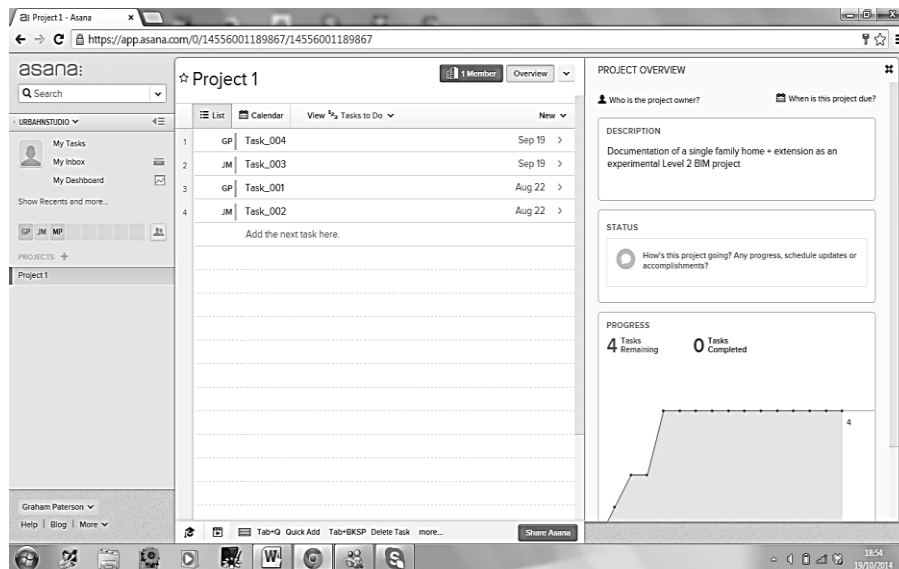 Project 1 - Asana
https://app.asana.com/0/14556001189867/14556001189867
asana:
Search
URBAHNSTUDIO
My Tasks
My Inbox
My Dashboard
Show Recents and more...
GP JM MP
PROJECTS +
Project 1
Graham Paterson
Help | Blog | More
Project 1
1 Member Overview
List Calendar View Tasks to Do New
1 GP Task_004 Sep 19
2 JM Task_003 Sep 19
3 GP Task_001 Aug 22
4 JM Task_002 Aug 22
Add the next task here.
Tab+Q Quick Add Tab+BKSP Delete Task more...
Share Asana
PROJECT OVERVIEW
Who is the project owner? When is this project due?
DESCRIPTION
Documentation of a single family home + extension as an
experimental Level 2 BIM project
STATUS
How's this project going? Any progress, schedule updates or
accomplishments?
PROGRESS
4 Tasks Remaining 0 Tasks Completed
4
18:54
19/10/2014